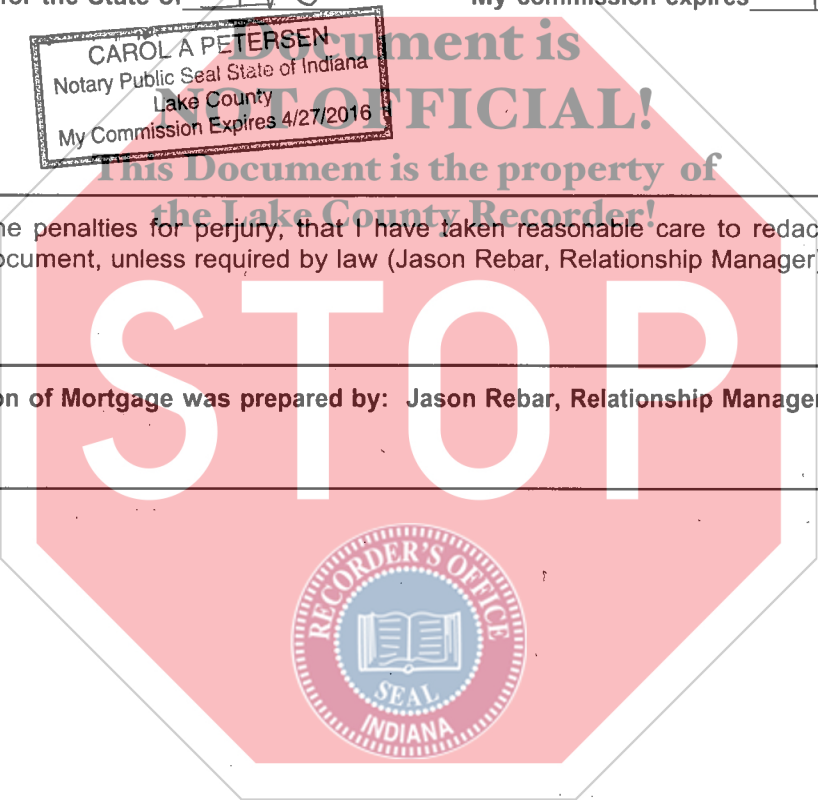 for the State of
My commission expires
CAROL A PETERSEN
Notary Public Seal State of Indiana
Lake County
My Commission Expires 4/27/2016
Document is
NOT OFFICIAL!
This Document is the property of
the Lake County Recorder!
he penalties for perjury, that I have taken reasonable care to redac
ocument, unless required by law (Jason Rebar, Relationship Manager)
STOP
on of Mortgage was prepared by: Jason Rebar, Relationship Manager
RECORDER'S OFFICE
SEAL
INDIANA